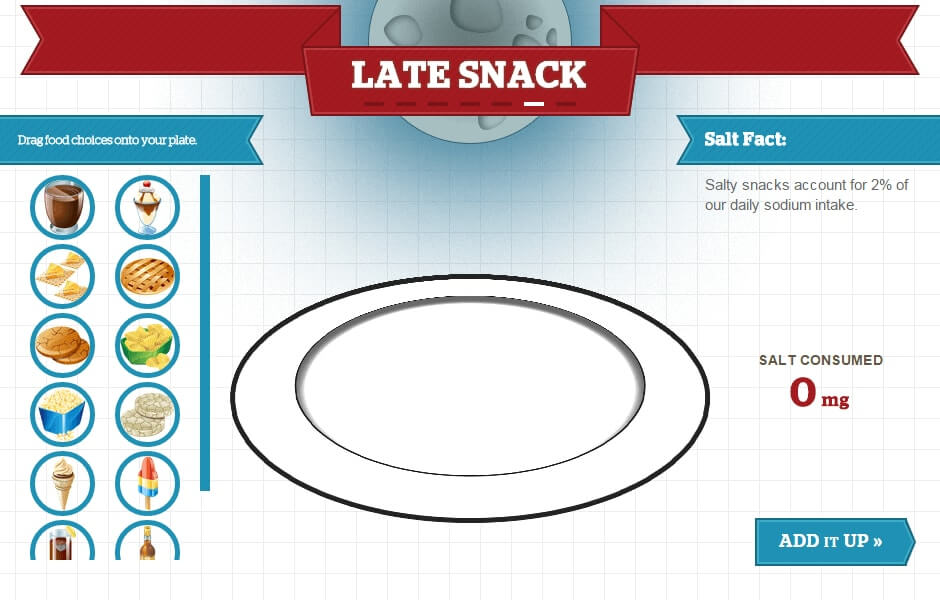 LATE SNACK
Drag food choices onto your plate.
Salt Fact:
Salty snacks account for 2% of
our daily sodium intake.
SALT CONSUMED
0 mg
ADD IT UP »